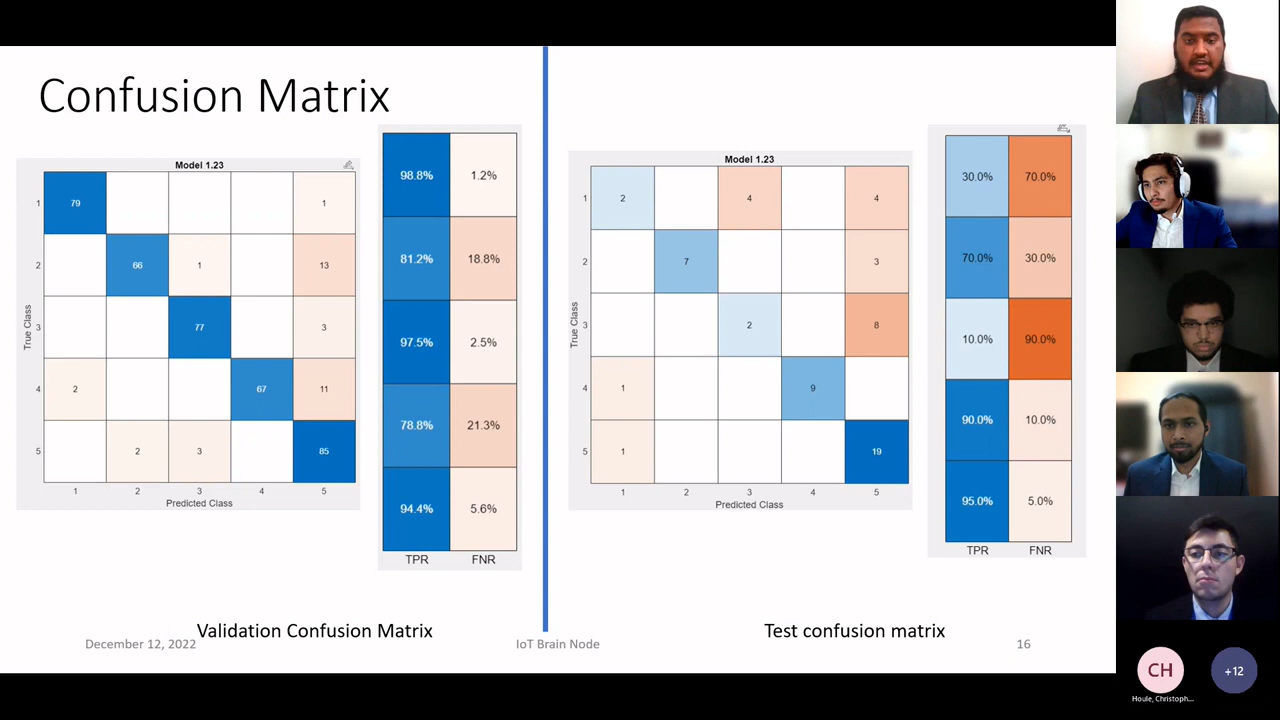 Confusion Matrix
Model 1.23
1 79 1
2 66 1 13
3 77 3
4 2 67 11
5 2 3 85
1 2 3 4 5
True Class
Predicted Class
98.8% 1.2%
81.2% 18.8%
97.5% 2.5%
78.8% 21.3%
94.4% 5.6%
TPR FNR
Validation Confusion Matrix
Model 1.23
1 2 4 4
2 7 3
3 2 8
4 1 9
5 1 19
1 2 3 4 5
True Class
Predicted Class
30.0% 70.0%
70.0% 30.0%
10.0% 90.0%
90.0% 10.0%
95.0% 5.0%
TPR FNR
Test confusion matrix
December 12, 2022 IoT Brain Node 16
CH
Houle, Christoph...
+12